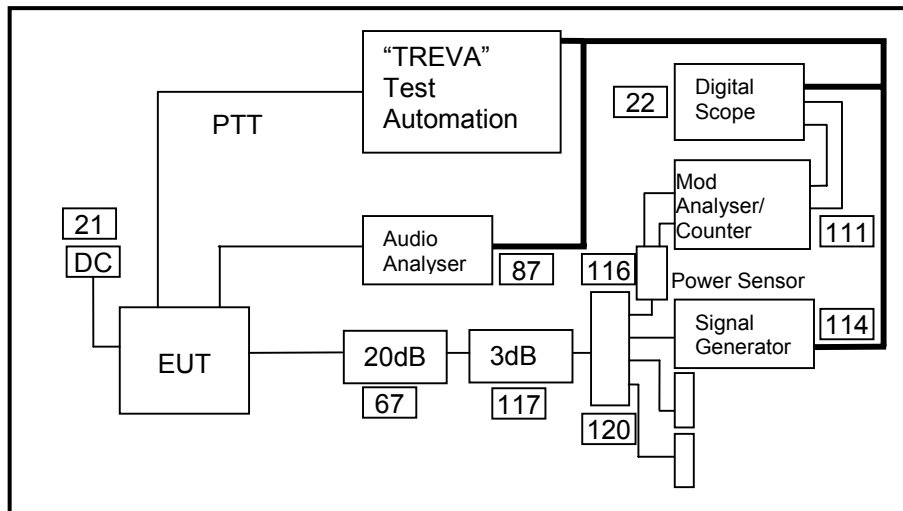 “TREVA”
Test
Automation
PTT
22
Digital
Scope
Mod
Analyser/
Counter
111
21
DC
Audio
Analyser
87
116
Power Sensor
EUT
20dB
67
3dB
117
120
Signal
Generator
114